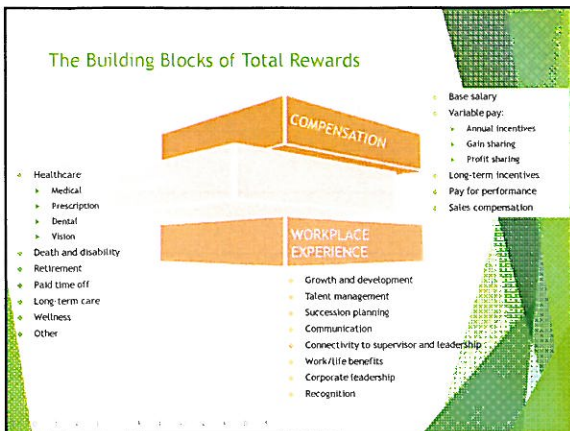 The Building Blocks of Total Rewards
COMPENSATION
Base salary
Variable pay:
Annual incentives
Gain sharing
Profit sharing
Long-term incentives
Pay for performance
Sales compensation
Healthcare
Medical
Prescription
Dental
Vision
Death and disability
Retirement
Paid time off
Long-term care
Wellness
Other
WORKPLACE
EXPERIENCE
Growth and development
Talent management
Succession planning
Communication
Connectivity to supervisor and leadership
Work/life benefits
Corporate leadership
Recognition